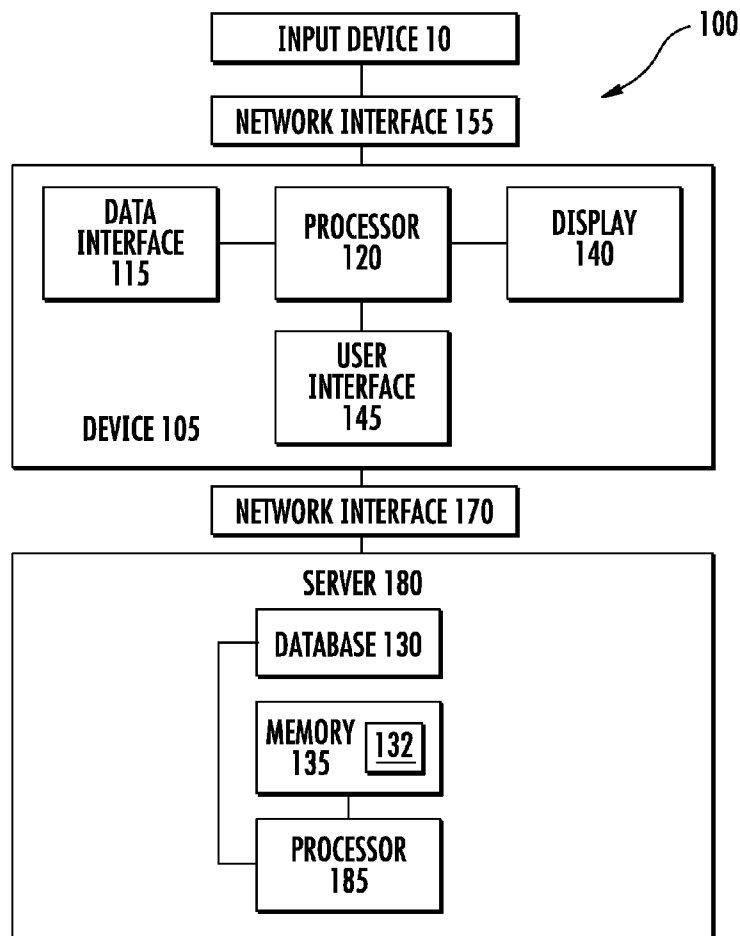 100
INPUT DEVICE 10
NETWORK INTERFACE 155
DATA
INTERFACE
115
PROCESSOR
120
DISPLAY
140
USER
INTERFACE
145
DEVICE 105
NETWORK INTERFACE 170
SERVER 180
DATABASE 130
MEMORY
135
132
PROCESSOR
185